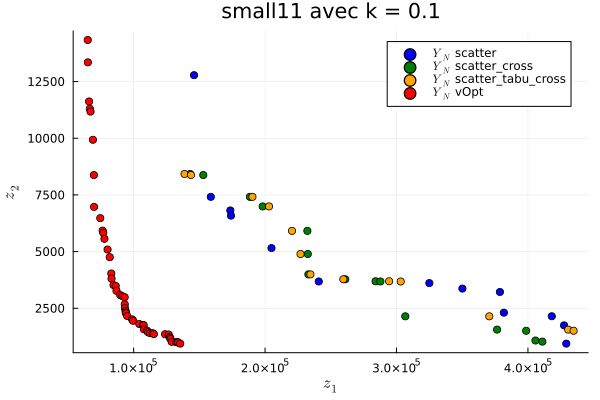 small11 avec k = 0.1
Y_N scatter
Y_N scatter_cross
Y_N scatter_tabu_cross
Y_N vOpt
12500
10000
7500
5000
2500
z_2
1.0×10^5
2.0×10^5
3.0×10^5
4.0×10^5
z_1